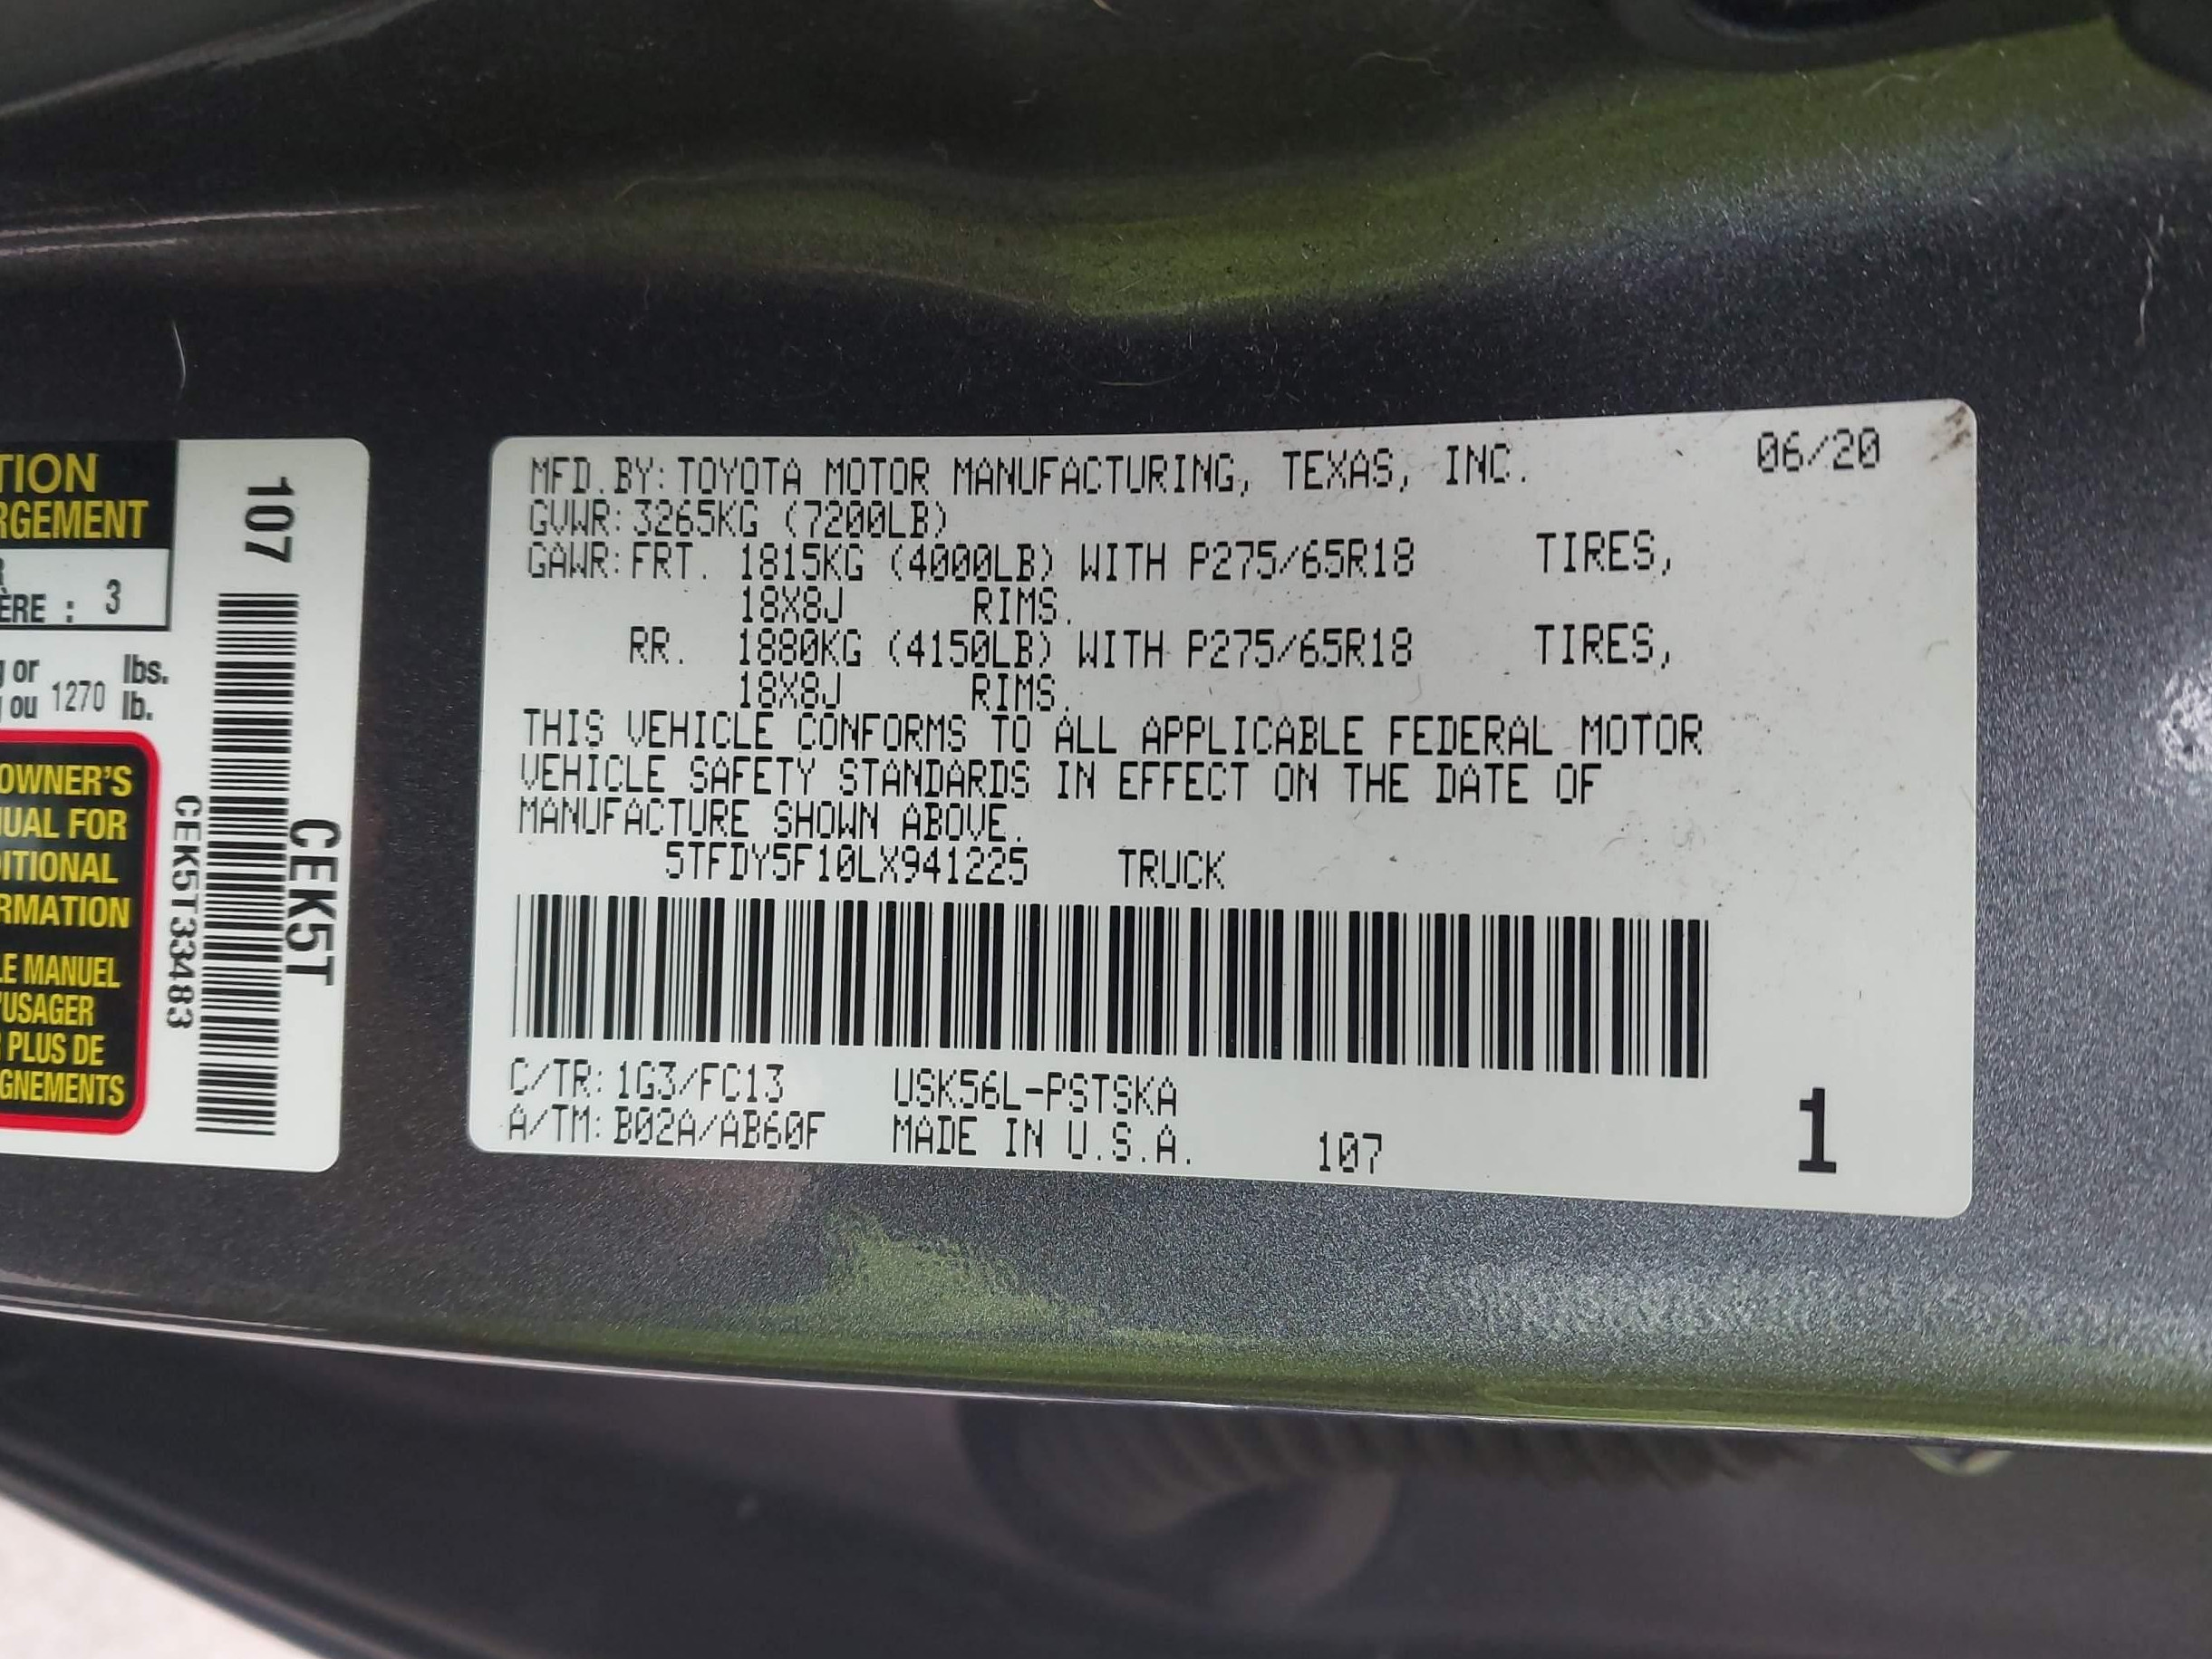 TION
RGEMENT
R
ÈRE : 3
g or lbs.
ou 1270 lb.
OWNER'S
UAL FOR
ITIONAL
RMATION
LE MANUEL
'USAGER
PLUS DE
GNEMENTS
107
CEK5T
CEK5T33483
MFD.BY:TOYOTA MOTOR MANUFACTURING, TEXAS, INC. 06/20
GVWR:3265KG (7200LB)
GAWR:FRT. 1815KG (4000LB) WITH P275/65R18 TIRES,
18X8J RIMS.
RR. 1880KG (4150LB) WITH P275/65R18 TIRES,
18X8J RIMS.
THIS VEHICLE CONFORMS TO ALL APPLICABLE FEDERAL MOTOR
VEHICLE SAFETY STANDARDS IN EFFECT ON THE DATE OF
MANUFACTURE SHOWN ABOVE.
5TFDY5F10LX941225 TRUCK
C/TR:1G3/FC13 USK56L-PSTSKA
A/TM:B02A/AB60F MADE IN U.S.A. 107 1